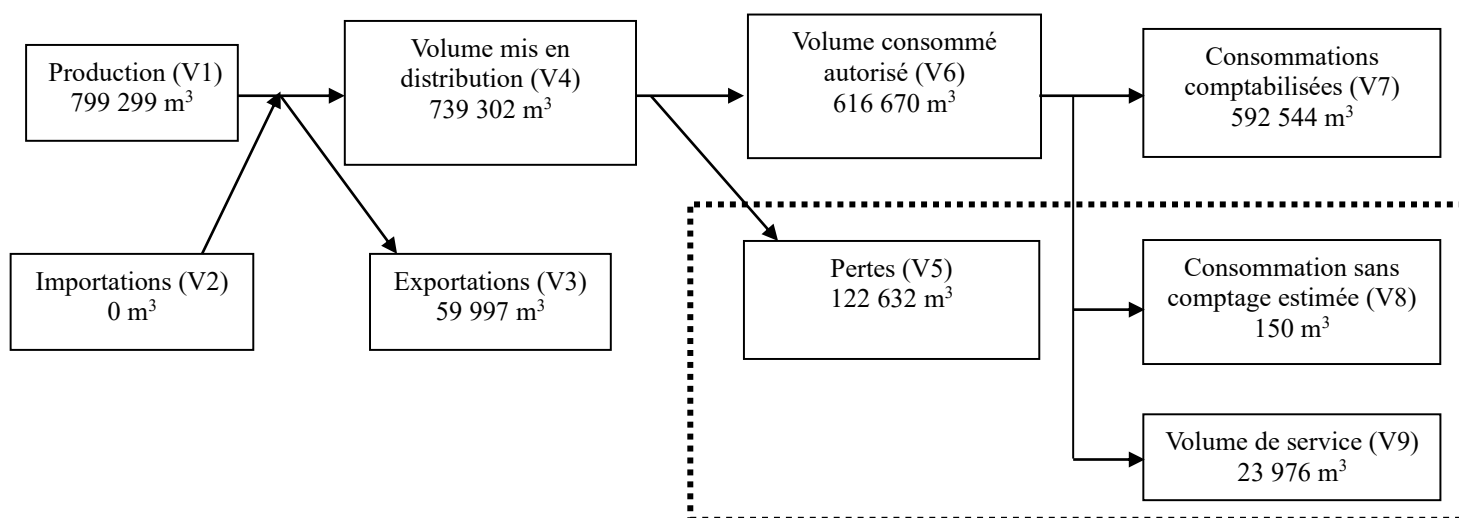 Production (V1)
799 299 m³
Volume mis en
distribution (V4)
739 302 m³
Volume consommé
autorisé (V6)
616 670 m³
Consommations
comptabilisées (V7)
592 544 m³
Importations (V2)
0 m³
Exportations (V3)
59 997 m³
Pertes (V5)
122 632 m³
Consommation sans
comptage estimée (V8)
150 m³
Volume de service (V9)
23 976 m³